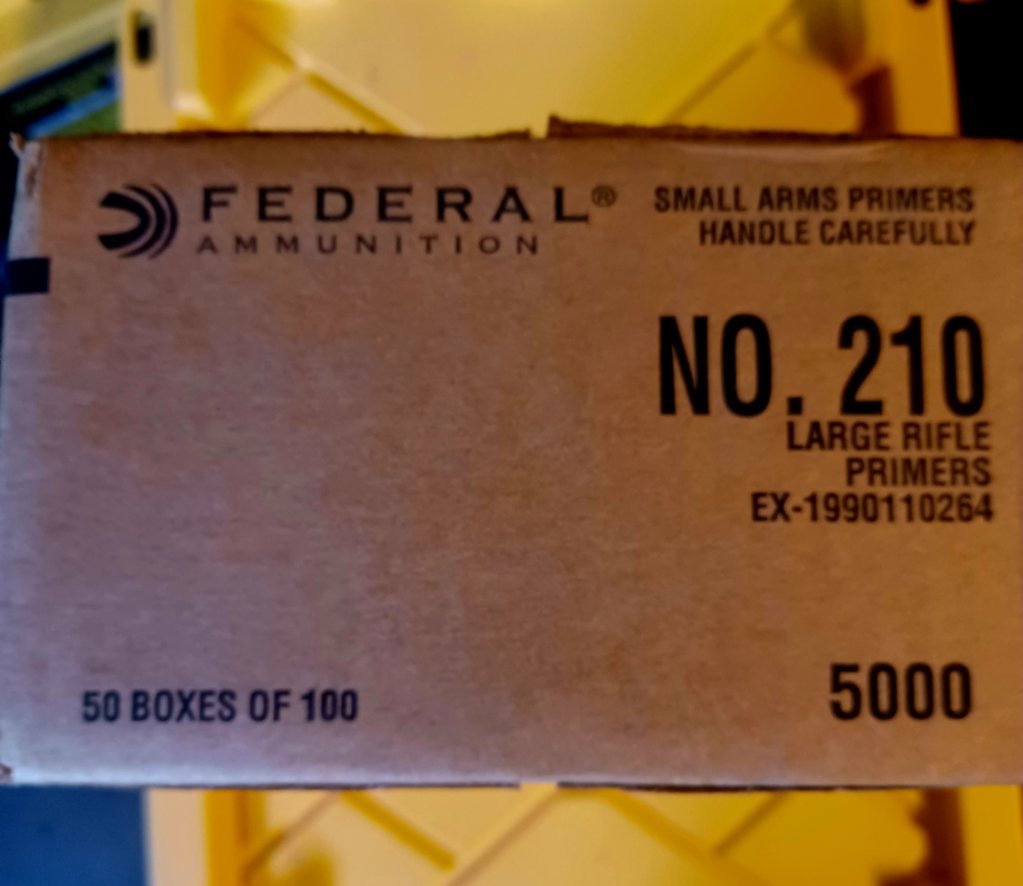 FEDERAL®
AMMUNITION
SMALL ARMS PRIMERS
HANDLE CAREFULLY
NO. 210
LARGE RIFLE
PRIMERS
EX-1990110264
50 BOXES OF 100
5000